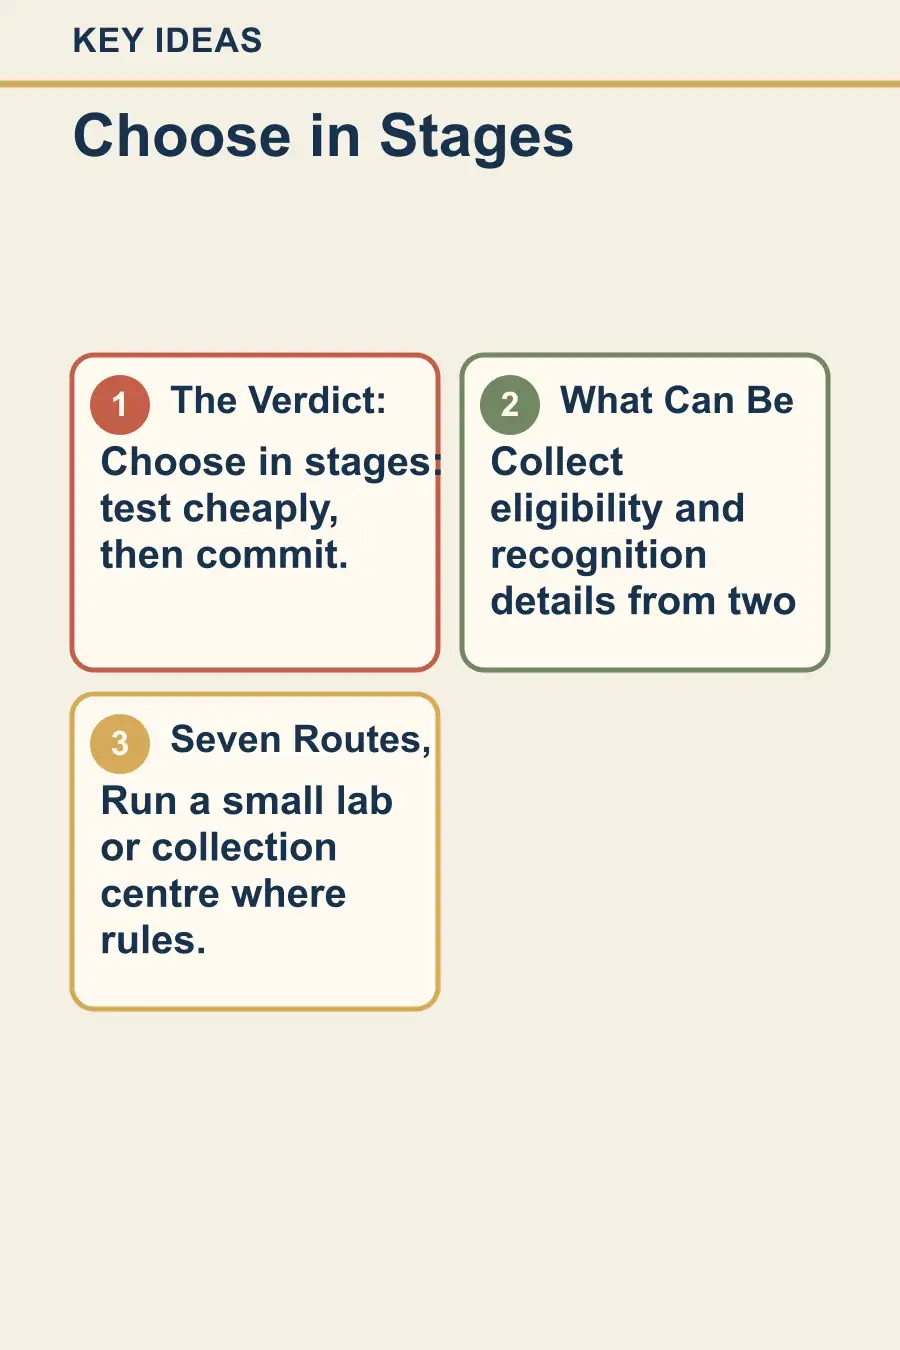 KEY IDEAS
Choose in Stages
1 The Verdict:
Choose in stages:
test cheaply,
then commit.
2 What Can Be
Collect
eligibility and
recognition
details from two
3 Seven Routes,
Run a small lab
or collection
centre where
rules.